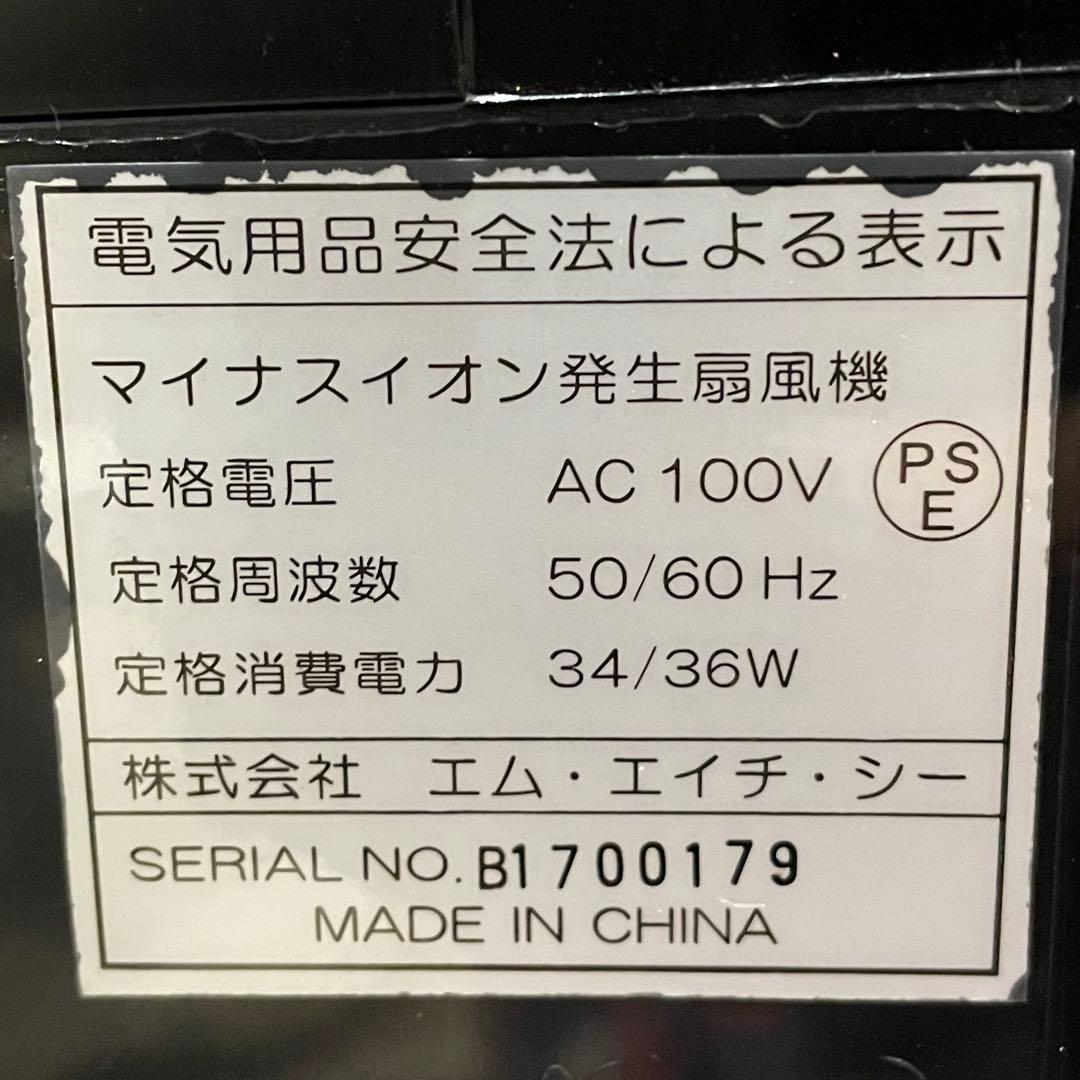 電気用品安全法による表示
マイナスイオン発生扇風機
定格電圧 AC 100V
PS
E
定格周波数 50/60 Hz
定格消費電力 34/36W
株式会社 エム・エイチ・シー
SERIAL NO. B1700179
MADE IN CHINA